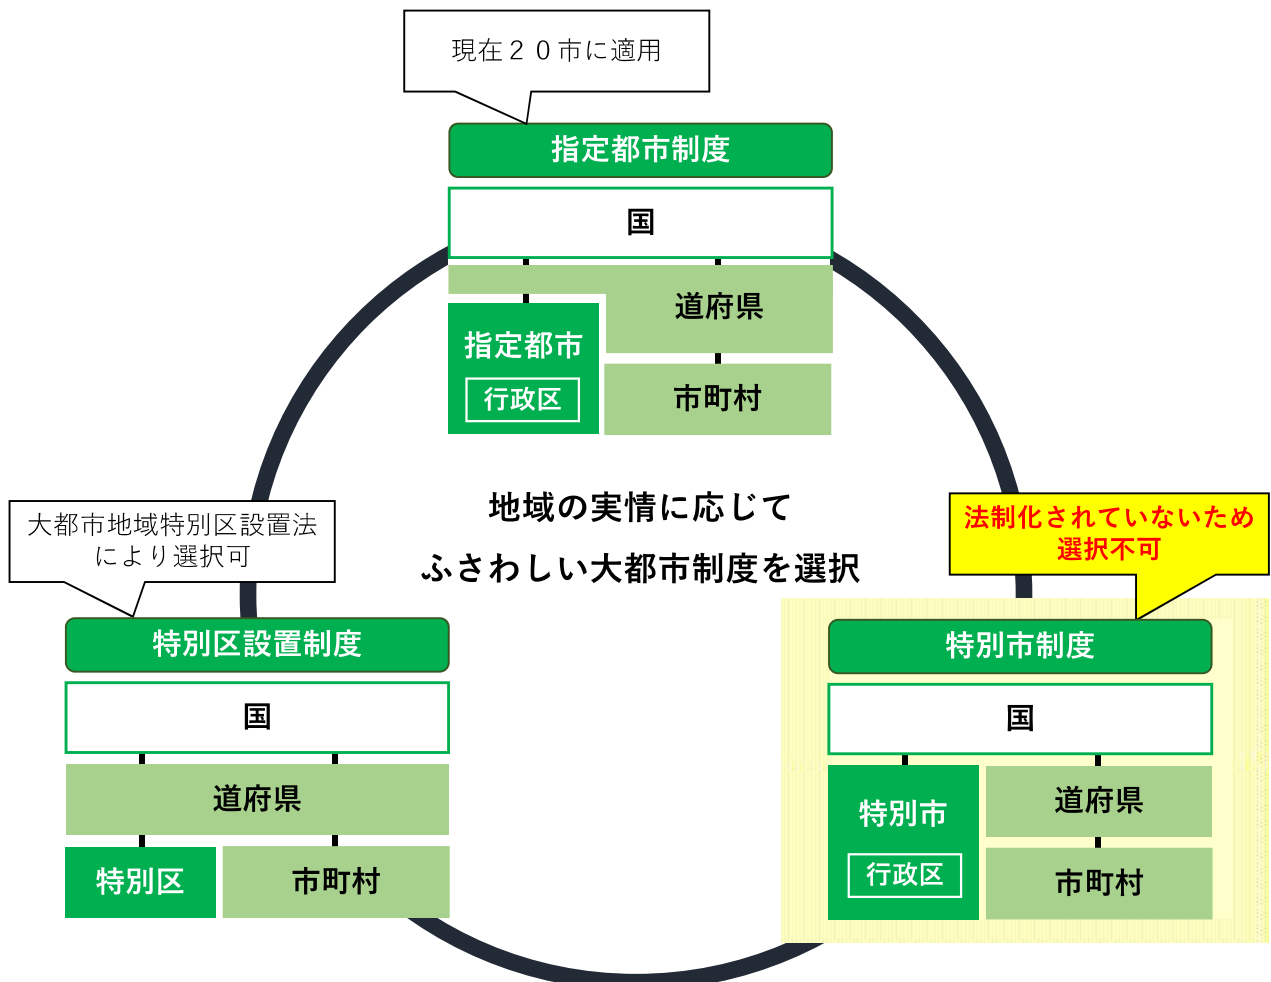 現在２０市に適用
指定都市制度
国
道府県
指定都市
行政区
市町村
地域の実情に応じて
ふさわしい大都市制度を選択
大都市地域特別区設置法
により選択可
特別区設置制度
国
道府県
特別区
市町村
法制化されていないため
選択不可
特別市制度
国
特別市
行政区
道府県
市町村